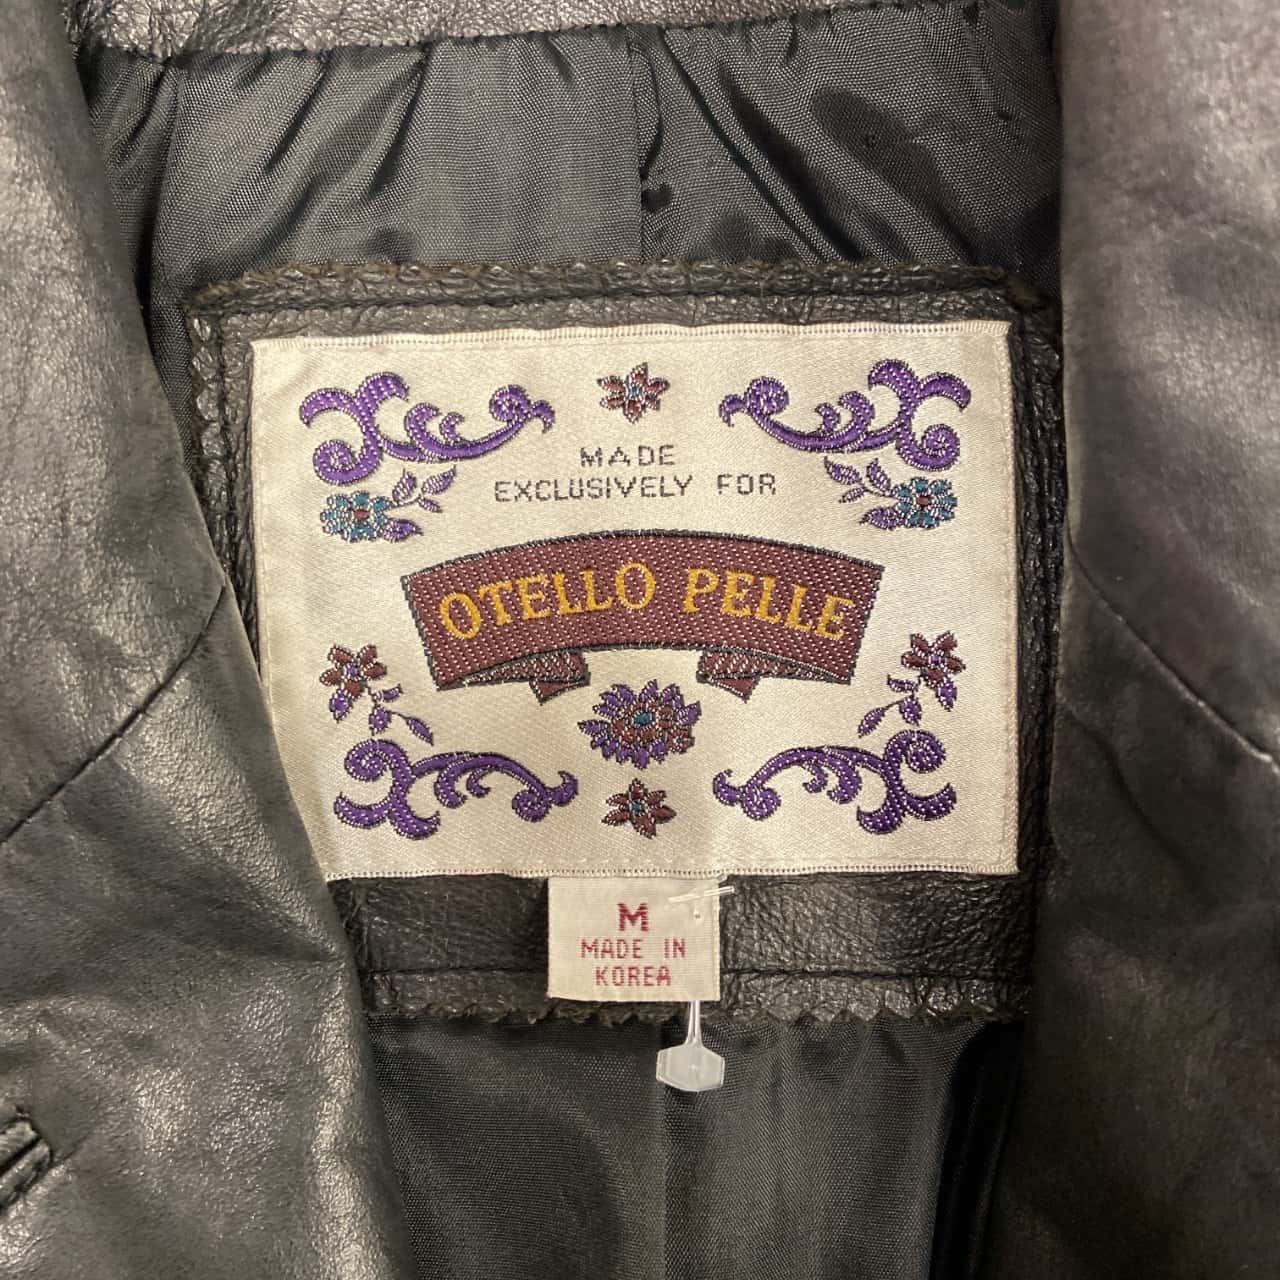 MADE
EXCLUSIVELY FOR
OTELLO PELLE
M
MADE IN
KOREA